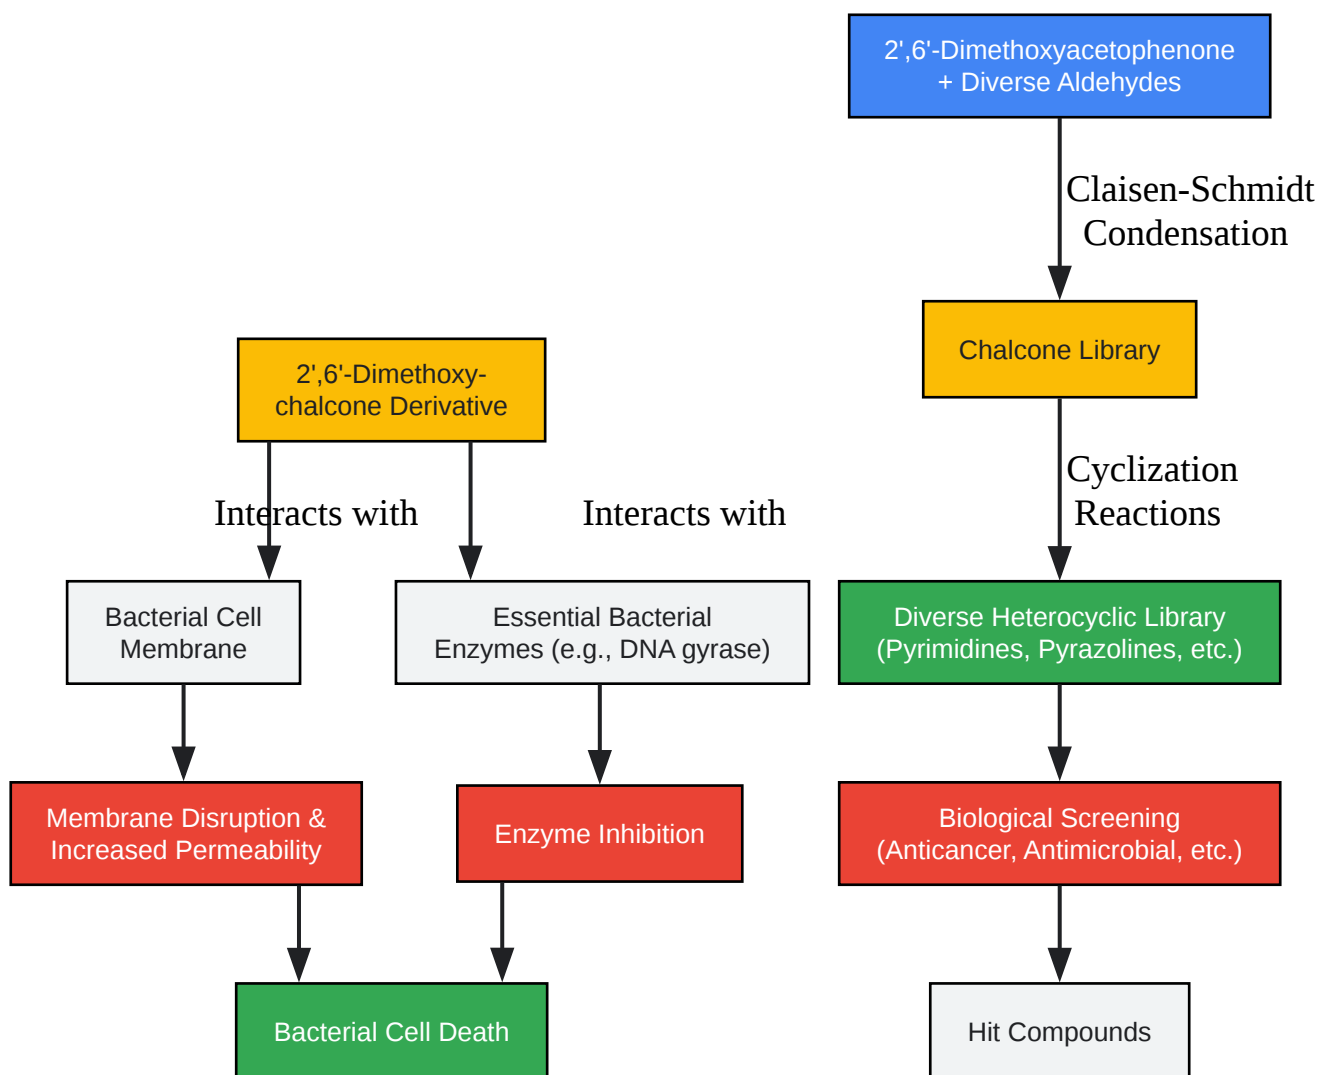 2',6'-Dimethoxyacetophenone
+ Diverse Aldehydes
Claisen-Schmidt
Condensation
Chalcone Library
2',6'-Dimethoxy-
chalcone Derivative
Cyclization
Reactions
Interacts with
Interacts with
Bacterial Cell
Membrane
Essential Bacterial
Enzymes (e.g., DNA gyrase)
Diverse Heterocyclic Library
(Pyrimidines, Pyrazolines, etc.)
Membrane Disruption &
Increased Permeability
Enzyme Inhibition
Biological Screening
(Anticancer, Antimicrobial, etc.)
Bacterial Cell Death
Hit Compounds